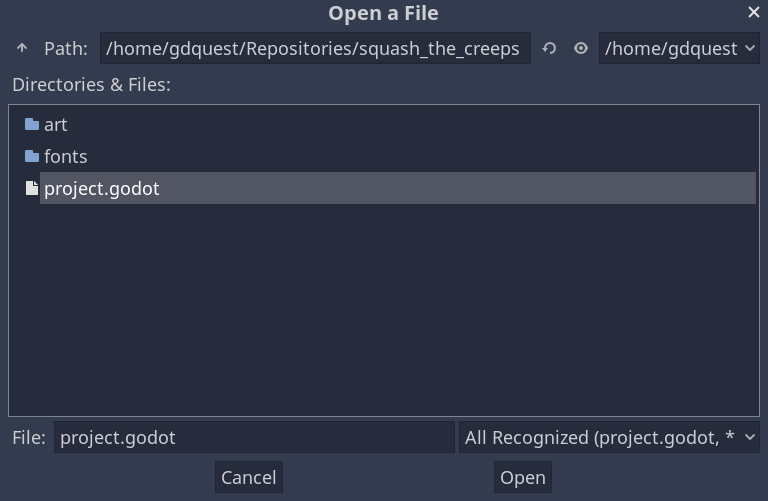 Open a File
Path: /home/gdquest/Repositories/squash_the_creeps /home/gdquest
Directories & Files:
art
fonts
project.godot
File: project.godot All Recognized (project.godot, *
Cancel Open